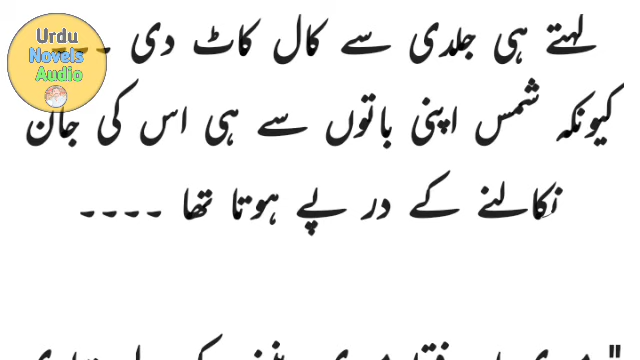 Urdu
Novels
Audio
کہتے ہی جلدی سے کال کاٹ دی ۔۔۔۔
کیونکہ شمس اپنی باتوں سے ہی اس کی جان
نکالنے کے در پے ہوتا تھا ۔۔۔۔